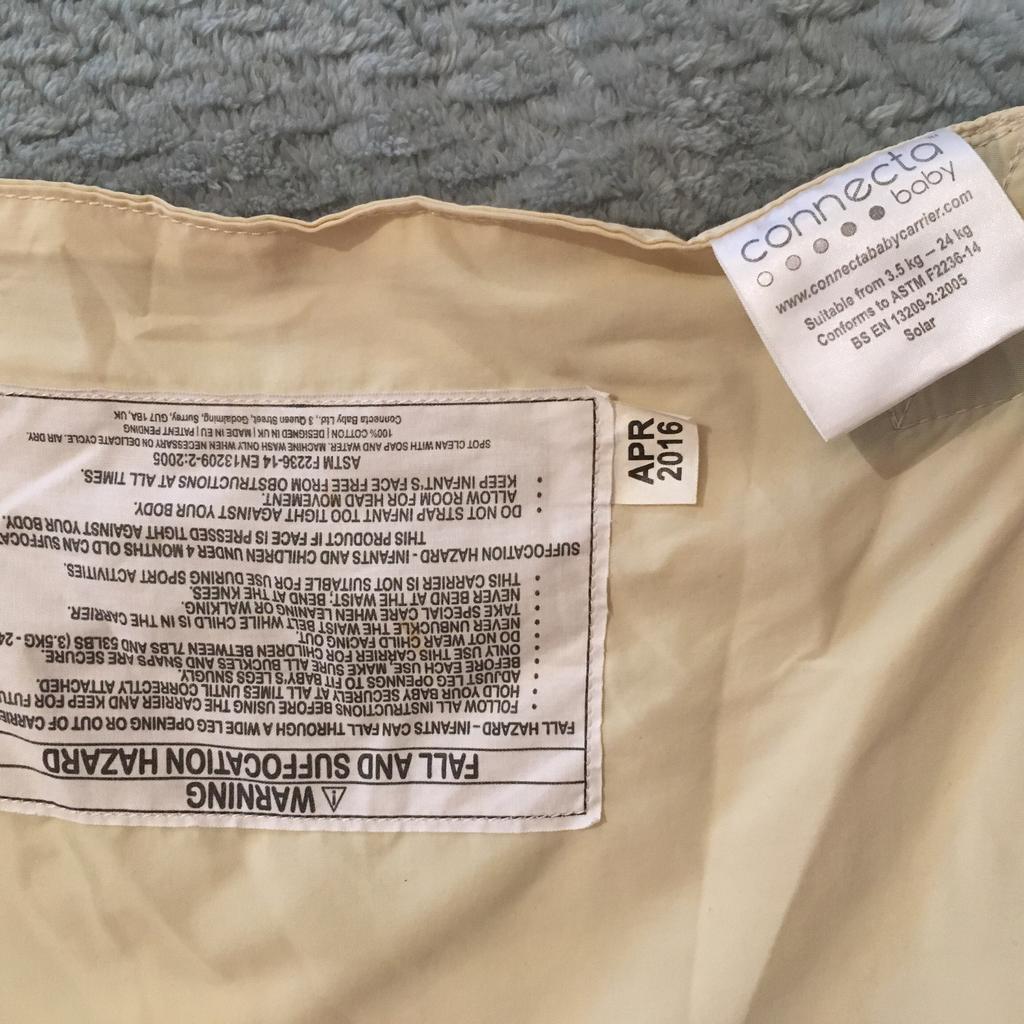 connecta™
baby
www.connectababycarrier.com
Suitable from 3.5 kg — 24 kg
Conforms to ASTM F2236-14
BS EN 13209-2:2005
Solar
APR
2016
WARNING
FALL AND SUFFOCATION HAZARD
FALL HAZARD - INFANTS CAN FALL THROUGH A WIDE LEG OPENING OR OUT OF
• FOLLOW ALL INSTRUCTIONS BEFORE USING THE CARRIER AND KEEP FOR
• HOLD YOUR BABY SECURELY AT ALL TIMES UNTIL CORRECTLY ATTACHED.
• ADJUST LEG OPENINGS TO FIT BABY'S LEGS SNUGLY.
• BEFORE EACH USE, MAKE SURE ALL BUCKLES AND SNAPS ARE SECURE.
• ONLY USE THIS CARRIER FOR CHILDREN BETWEEN 7LBS AND 53LBS (3.5KG - 24
• DO NOT WEAR CHILD FACING OUT.
• NEVER UNBUCKLE THE WAIST BELT WHILE CHILD IS IN THE CARRIER.
• TAKE SPECIAL CARE WHEN LEANING OR WALKING.
• NEVER BEND AT THE WAIST; BEND AT THE KNEES.
• THIS CARRIER IS NOT SUITABLE FOR USE DURING SPORT ACTIVITIES.
SUFFOCATION HAZARD - INFANTS AND CHILDREN UNDER 4 MONTHS OLD CAN
THIS PRODUCT IF FACE IS PRESSED TIGHT AGAINST YOUR BODY.
• DO NOT STRAP INFANT TOO TIGHT AGAINST YOUR BODY.
• ALLOW ROOM FOR HEAD MOVEMENT.
• KEEP INFANT'S FACE FREE FROM OBSTRUCTIONS AT ALL TIMES.
ASTM F2236-14 EN13209-2:2005
SPOT CLEAN WITH SOAP AND WATER. MACHINE WASH ONLY WHEN NECESSARY ON DELICATE CYCLE. AIR DRY.
100% COTTON | DESIGNED IN UK | MADE IN EU | PATENT PENDING
Connecta Baby Ltd., 3 Queen Street, Godalming, Surrey, GU7 1BA, UK